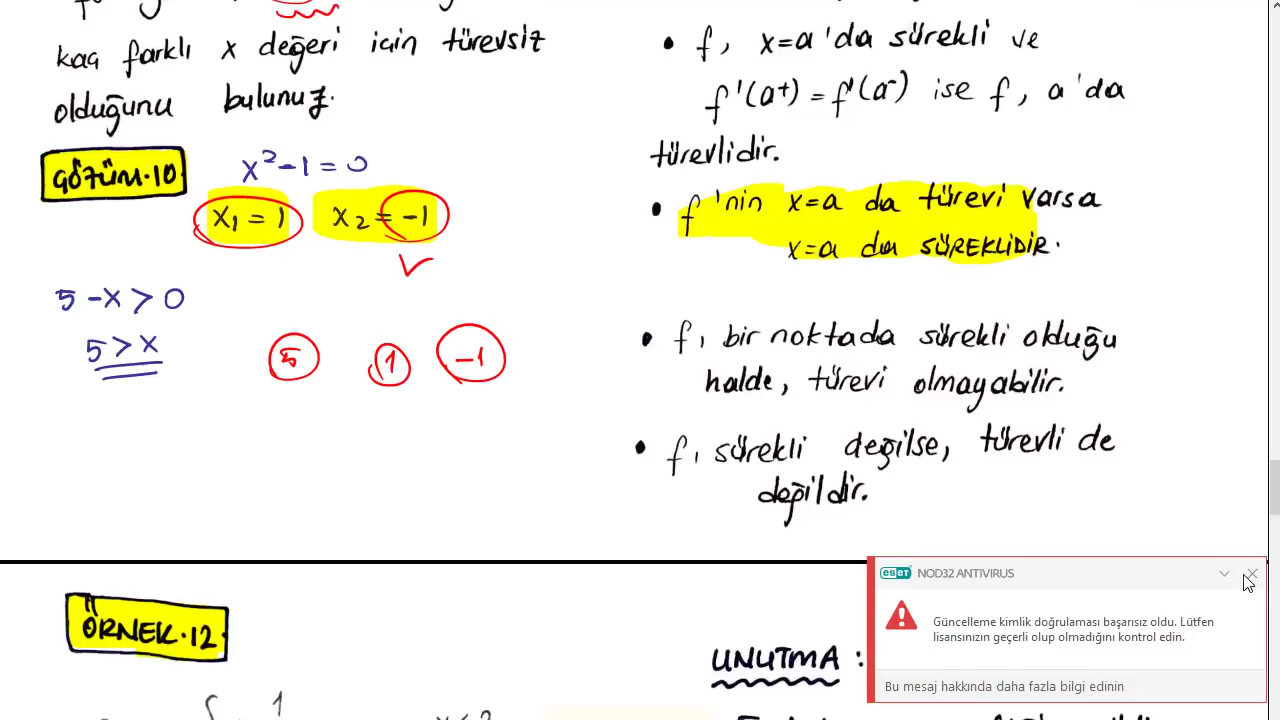 kaç farklı x değeri için türevsiz
olduğunu bulunuz.
ÇÖZÜM.10
x²-1=0
x₁ = 1 x₂ = -1
5-x > 0
5 > x
5 1 -1
• f, x=a'da sürekli ve
f'(a⁺) = f'(a⁻) ise f, a'da
türevlidir.
• f'nin x=a da türevi varsa
x=a da SÜREKLİDİR.
• f, bir noktada sürekli olduğu
halde, türevi olmayabilir.
• f, sürekli değilse, türevli de
değildir.
ÖRNEK.12
UNUTMA :
eset NOD32 ANTIVIRUS
Güncelleme kimlik doğrulaması başarısız oldu. Lütfen
lisansınızın geçerli olup olmadığını kontrol edin.
Bu mesaj hakkında daha fazla bilgi edinin